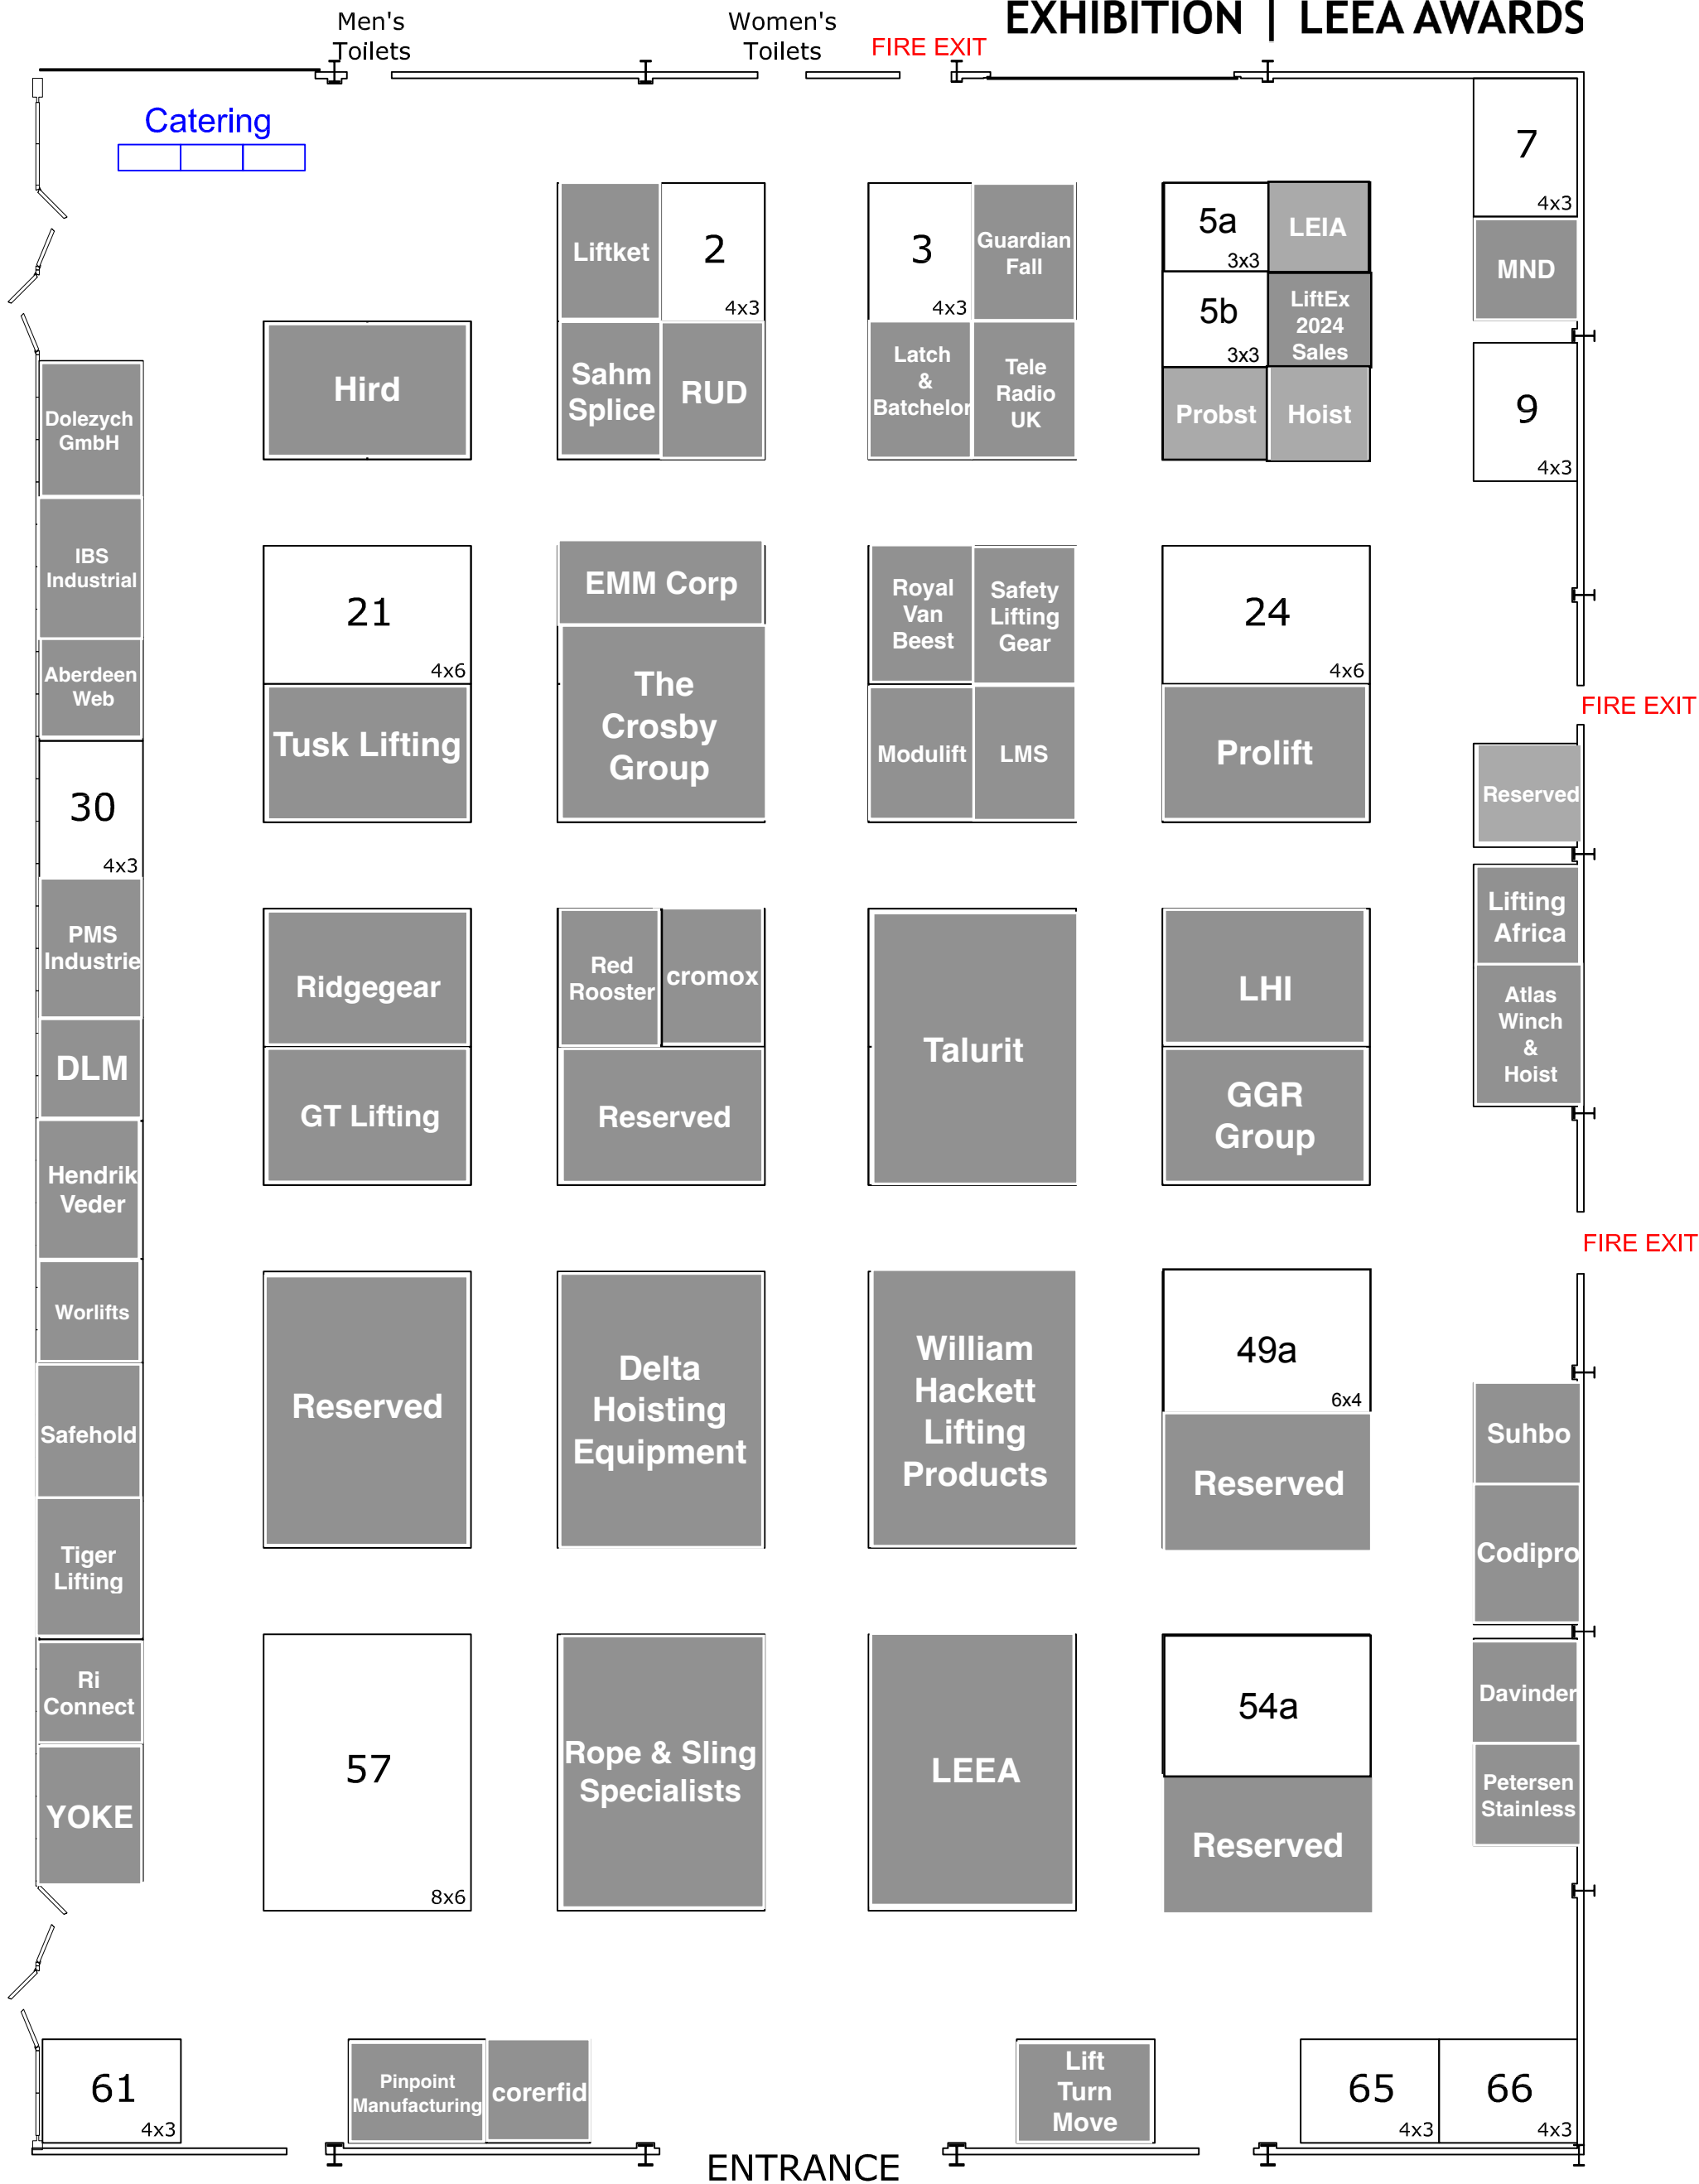 EXHIBITION | LEEA AWARDS
Men's
Toilets
Women's
Toilets
FIRE EXIT
Catering
7
4x3
MND
9
4x3
Liftket
2
4x3
Sahm
Splice
RUD
3
4x3
Guardian
Fall
Latch
&
Batchelor
Tele
Radio
UK
5a
3x3
LEIA
5b
3x3
LiftEx
2024
Sales
Probst
Hoist
Hird
Dolezych
GmbH
IBS
Industrial
Aberdeen
Web
30
4x3
PMS
Industrie
DLM
Hendrik
Veder
Worlifts
Safehold
Tiger
Lifting
Ri
Connect
YOKE
21
4x6
Tusk Lifting
EMM Corp
The
Crosby
Group
Royal
Van
Beest
Safety
Lifting
Gear
Modulift
LMS
24
4x6
Prolift
FIRE EXIT
Reserved
Lifting
Africa
Atlas
Winch
&
Hoist
Ridgegear
GT Lifting
Red
Rooster
cromox
Reserved
Talurit
LHI
GGR
Group
FIRE EXIT
Reserved
Delta
Hoisting
Equipment
William
Hackett
Lifting
Products
49a
6x4
Reserved
Suhbo
Codipro
Davinder
Petersen
Stainless
57
8x6
Rope & Sling
Specialists
LEEA
54a
Reserved
61
4x3
Pinpoint
Manufacturing
corerfid
Lift
Turn
Move
65
4x3
66
4x3
ENTRANCE